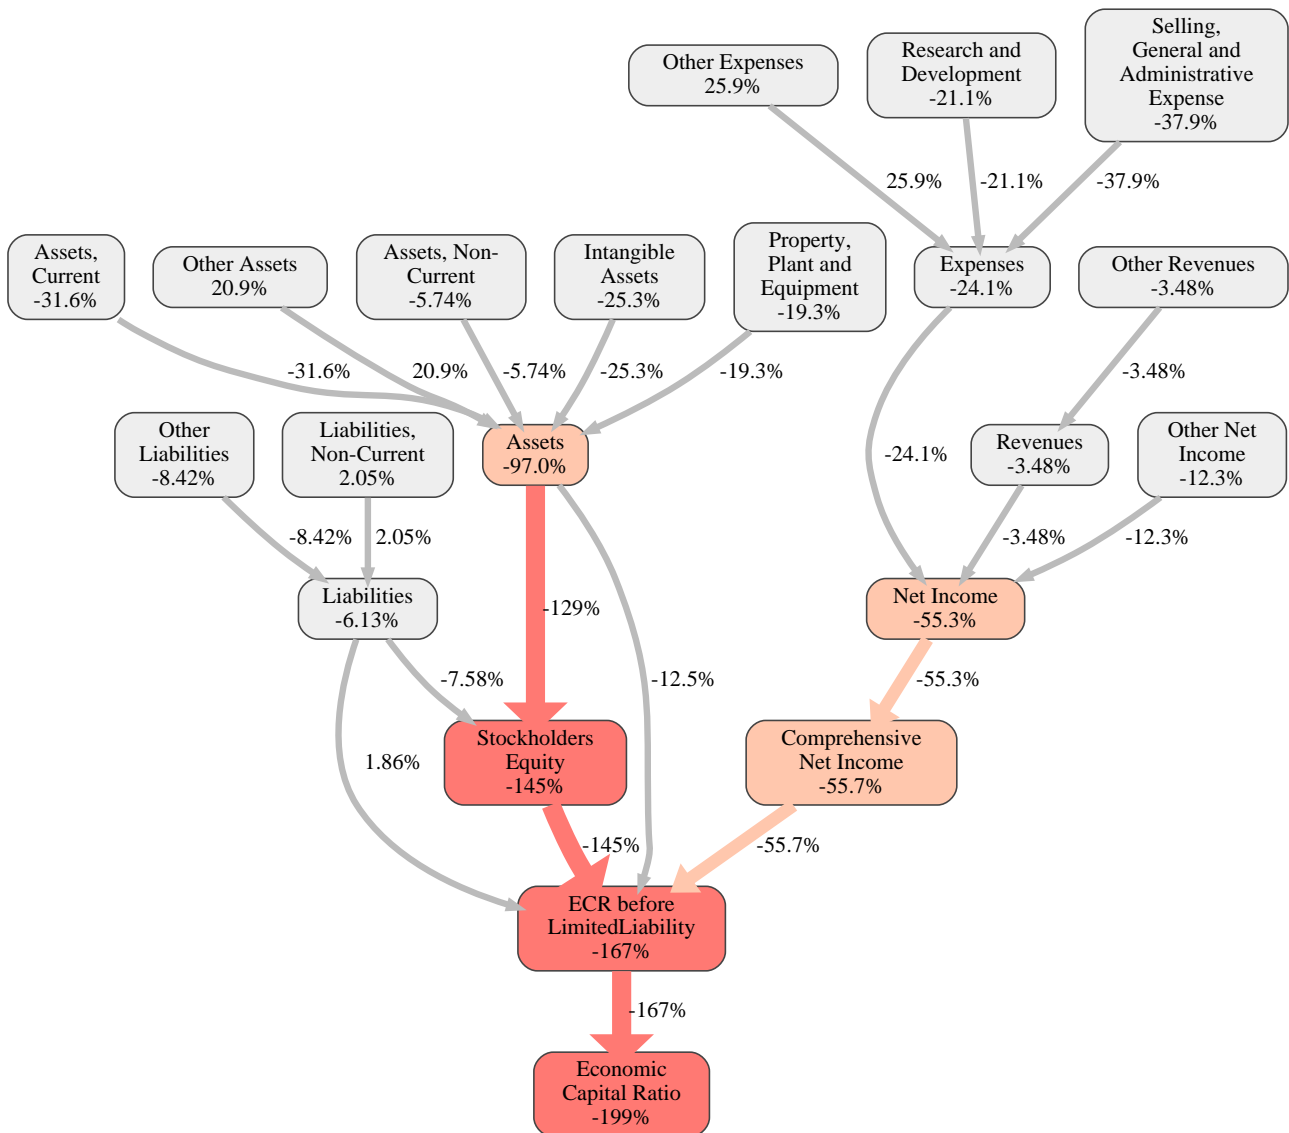 Other Expenses
25.9%
Research and
Development
-21.1%
Selling,
General and
Administrative
Expense
-37.9%
25.9%
-21.1%
-37.9%
Assets,
Current
-31.6%
Other Assets
20.9%
Assets, Non-
Current
-5.74%
Intangible
Assets
-25.3%
Property,
Plant and
Equipment
-19.3%
Expenses
-24.1%
Other Revenues
-3.48%
-31.6%
20.9%
-5.74%
-25.3%
-19.3%
-3.48%
Other
Liabilities
-8.42%
Liabilities,
Non-Current
2.05%
Assets
-97.0%
-24.1%
Revenues
-3.48%
Other Net
Income
-12.3%
-8.42%
2.05%
-3.48%
-12.3%
Liabilities
-6.13%
-129%
Net Income
-55.3%
-7.58%
-12.5%
-55.3%
1.86%
Stockholders
Equity
-145%
Comprehensive
Net Income
-55.7%
-145%
-55.7%
ECR before
LimitedLiability
-167%
-167%
Economic
Capital Ratio
-199%